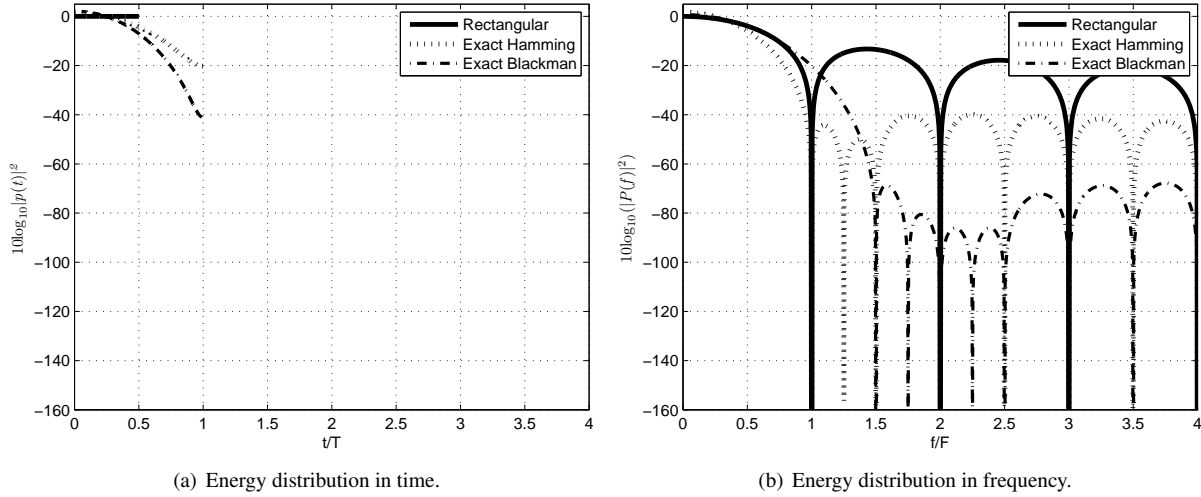 0
−20
−40
−60
−80
−100
−120
−140
−160
10log₁₀|p(t)|²
0 0.5 1 1.5 2 2.5 3 3.5 4
t/T
Rectangular
Exact Hamming
Exact Blackman
(a) Energy distribution in time.
0
−20
−40
−60
−80
−100
−120
−140
−160
10log₁₀(|P(f)|²)
0 0.5 1 1.5 2 2.5 3 3.5 4
f/F
Rectangular
Exact Hamming
Exact Blackman
(b) Energy distribution in frequency.